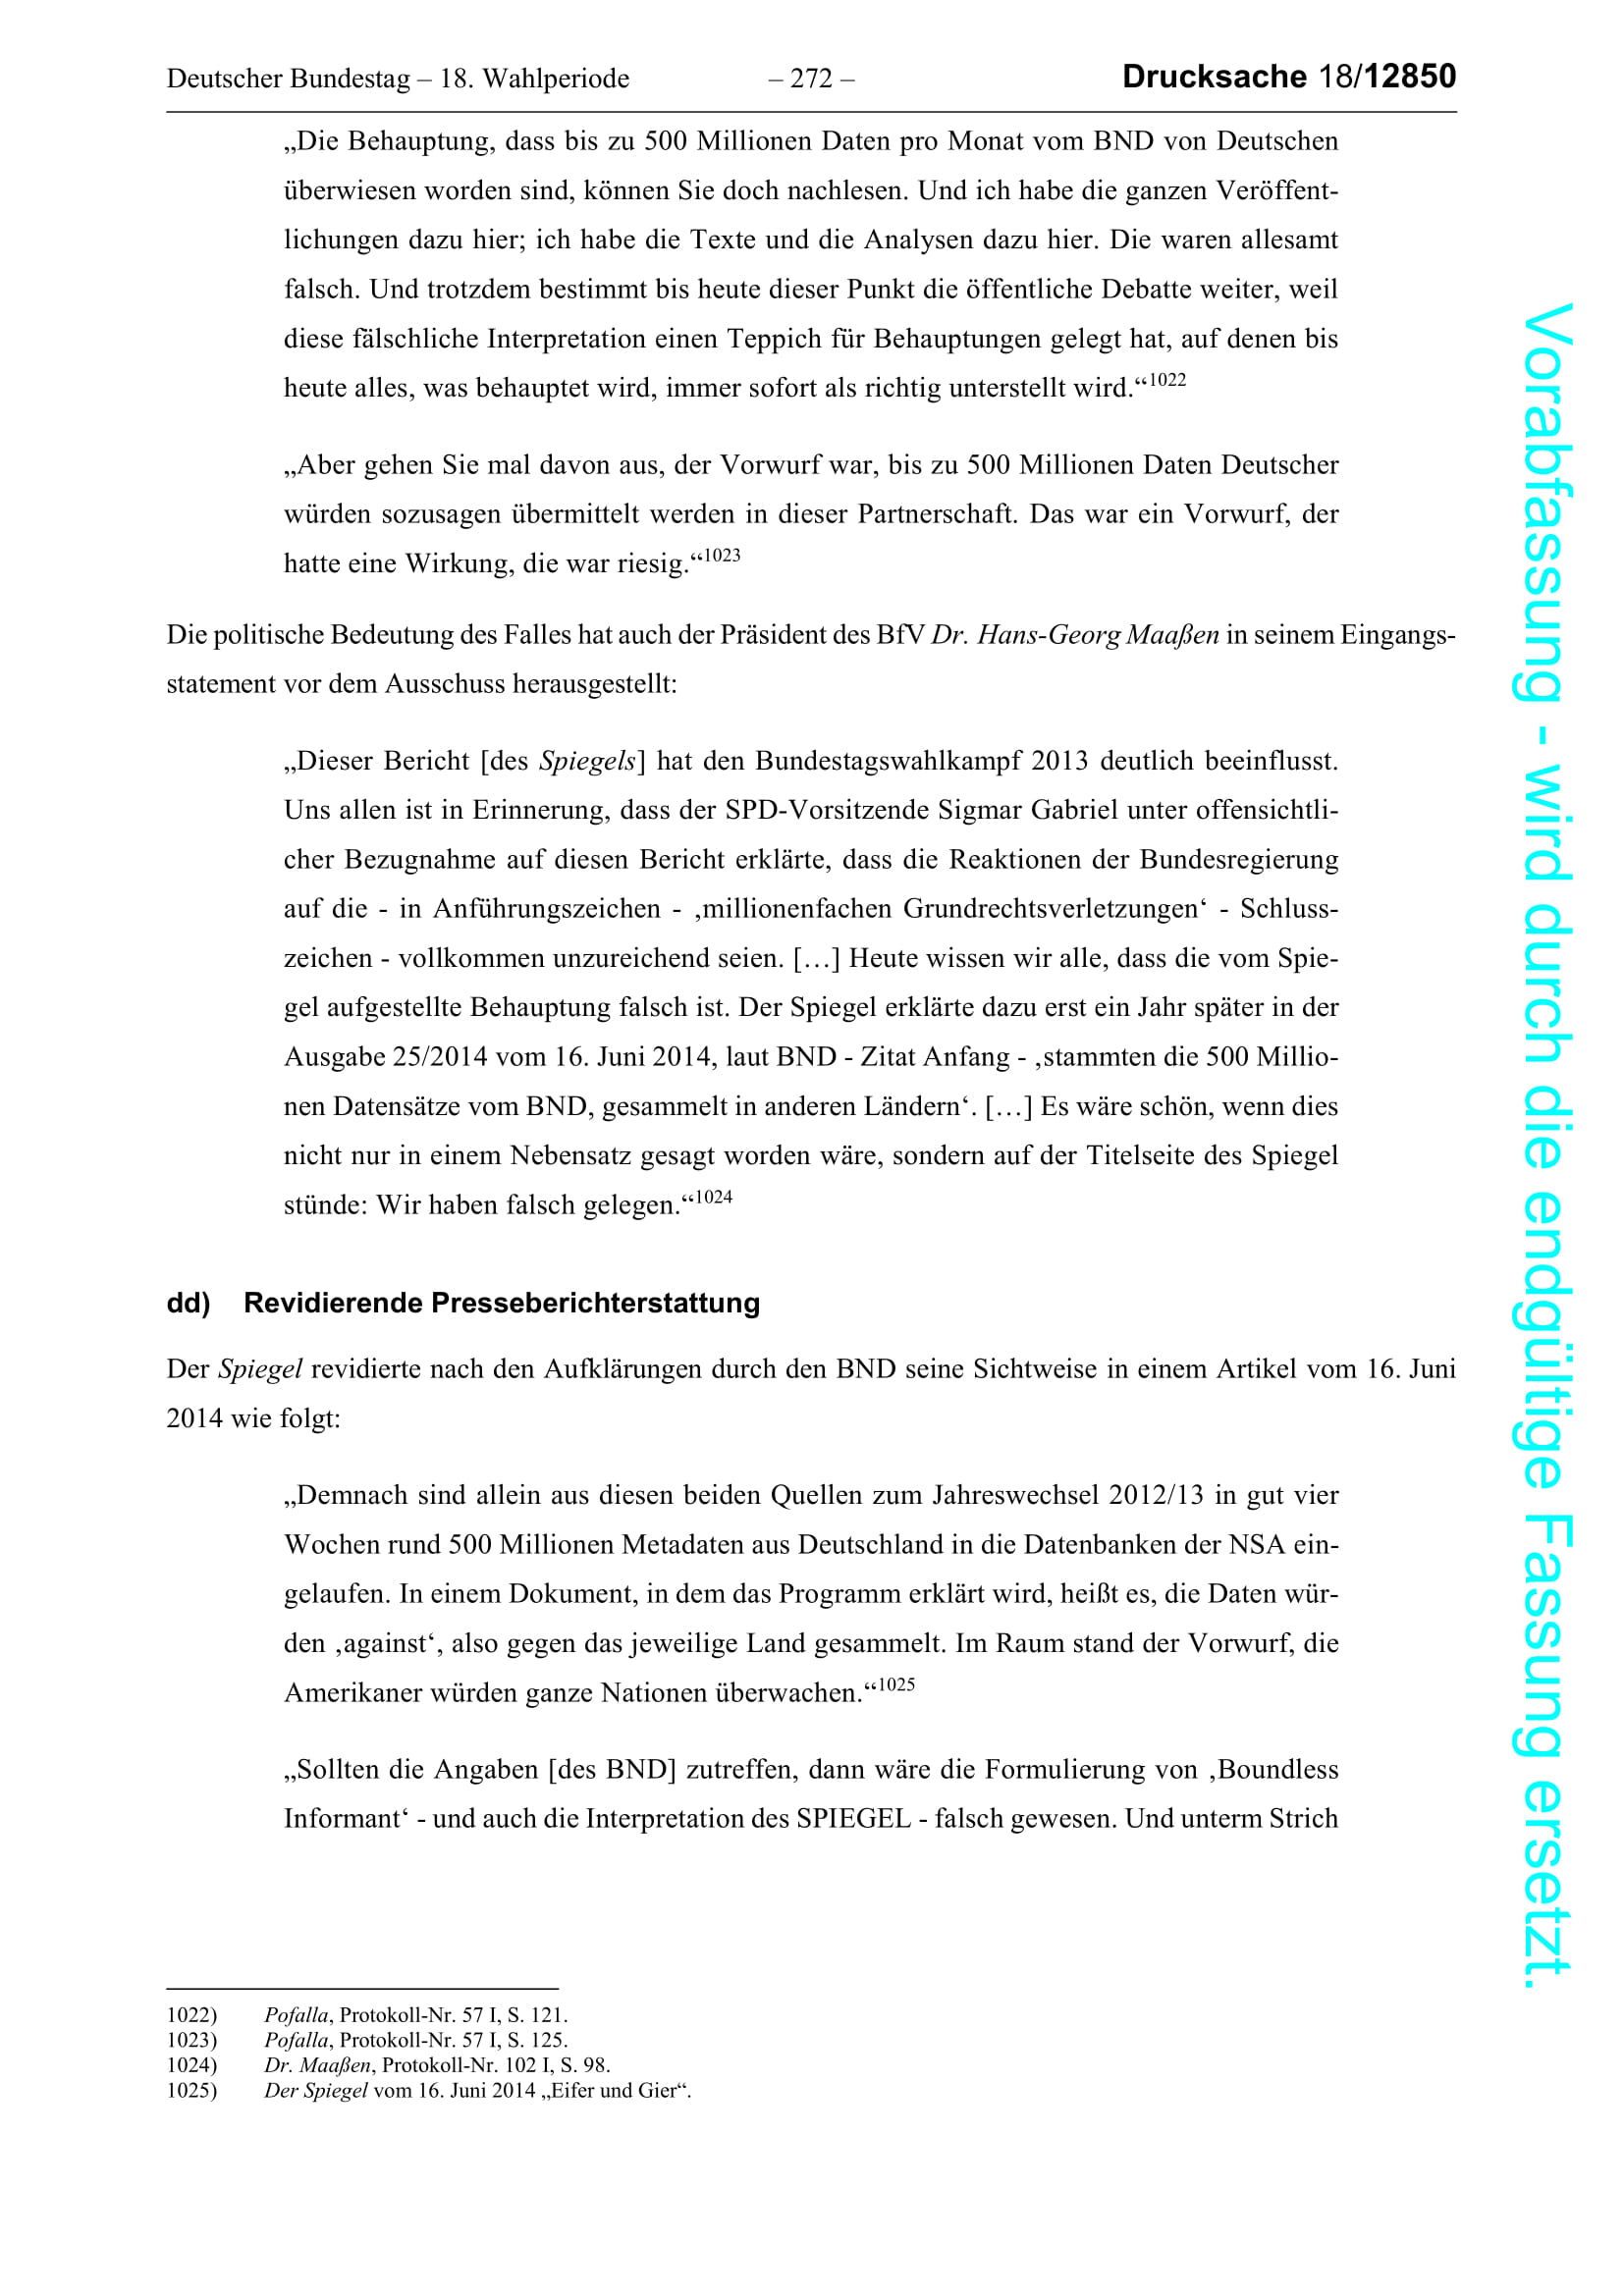 Deutscher Bundestag – 18. Wahlperiode – 272 – Drucksache 18/12850
„Die Behauptung, dass bis zu 500 Millionen Daten pro Monat vom BND von Deutschen
überwiesen worden sind, können Sie doch nachlesen. Und ich habe die ganzen Veröffent-
lichungen dazu hier; ich habe die Texte und die Analysen dazu hier. Die waren allesamt
falsch. Und trotzdem bestimmt bis heute dieser Punkt die öffentliche Debatte weiter, weil
diese fälschliche Interpretation einen Teppich für Behauptungen gelegt hat, auf denen bis
heute alles, was behauptet wird, immer sofort als richtig unterstellt wird.“1022
„Aber gehen Sie mal davon aus, der Vorwurf war, bis zu 500 Millionen Daten Deutscher
würden sozusagen übermittelt werden in dieser Partnerschaft. Das war ein Vorwurf, der
hatte eine Wirkung, die war riesig.“1023
Die politische Bedeutung des Falles hat auch der Präsident des BfV Dr. Hans-Georg Maaßen in seinem Eingangs-
statement vor dem Ausschuss herausgestellt:
„Dieser Bericht [des Spiegels] hat den Bundestagswahlkampf 2013 deutlich beeinflusst.
Uns allen ist in Erinnerung, dass der SPD-Vorsitzende Sigmar Gabriel unter offensichtli-
cher Bezugnahme auf diesen Bericht erklärte, dass die Reaktionen der Bundesregierung
auf die - in Anführungszeichen - ‚millionenfachen Grundrechtsverletzungen‘ - Schluss-
zeichen - vollkommen unzureichend seien. […] Heute wissen wir alle, dass die vom Spie-
gel aufgestellte Behauptung falsch ist. Der Spiegel erklärte dazu erst ein Jahr später in der
Ausgabe 25/2014 vom 16. Juni 2014, laut BND - Zitat Anfang - ‚stammten die 500 Millio-
nen Datensätze vom BND, gesammelt in anderen Ländern‘. […] Es wäre schön, wenn dies
nicht nur in einem Nebensatz gesagt worden wäre, sondern auf der Titelseite des Spiegel
stünde: Wir haben falsch gelegen.“1024
dd) Revidierende Presseberichterstattung
Der Spiegel revidierte nach den Aufklärungen durch den BND seine Sichtweise in einem Artikel vom 16. Juni
2014 wie folgt:
„Demnach sind allein aus diesen beiden Quellen zum Jahreswechsel 2012/13 in gut vier
Wochen rund 500 Millionen Metadaten aus Deutschland in die Datenbanken der NSA ein-
gelaufen. In einem Dokument, in dem das Programm erklärt wird, heißt es, die Daten wür-
den ‚against‘, also gegen das jeweilige Land gesammelt. Im Raum stand der Vorwurf, die
Amerikaner würden ganze Nationen überwachen.“1025
„Sollten die Angaben [des BND] zutreffen, dann wäre die Formulierung von ‚Boundless
Informant‘ - und auch die Interpretation des SPIEGEL - falsch gewesen. Und unterm Strich
1022) Pofalla, Protokoll-Nr. 57 I, S. 121.
1023) Pofalla, Protokoll-Nr. 57 I, S. 125.
1024) Dr. Maaßen, Protokoll-Nr. 102 I, S. 98.
1025) Der Spiegel vom 16. Juni 2014 „Eifer und Gier“.
Vorabfassung - wird durch die endgültige Fassung ersetzt.